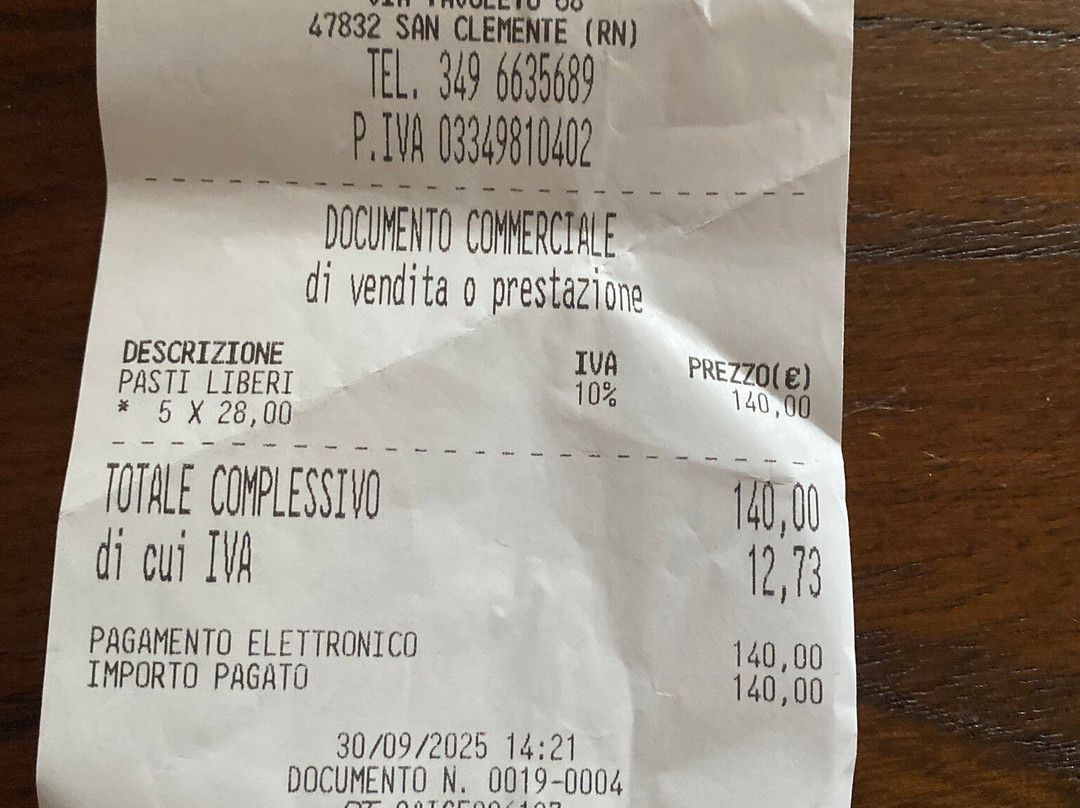 47832 SAN CLEMENTE (RN)
TEL. 349 6635689
P.IVA 03349810402
DOCUMENTO COMMERCIALE
di vendita o prestazione
DESCRIZIONE IVA PREZZO(€)
PASTI LIBERI 10% 140,00
* 5 X 28,00
TOTALE COMPLESSIVO 140,00
di cui IVA 12,73
PAGAMENTO ELETTRONICO 140,00
IMPORTO PAGATO 140,00
30/09/2025 14:21
DOCUMENTO N. 0019-0004